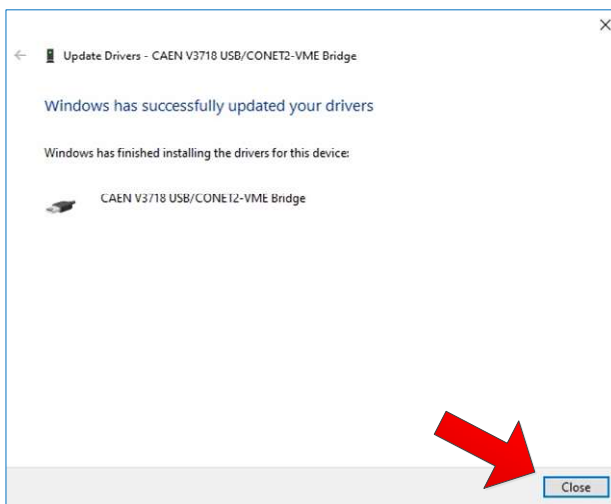 Update Drivers - CAEN V3718 USB/CONET2-VME Bridge
Windows has successfully updated your drivers
Windows has finished installing the drivers for this device:
CAEN V3718 USB/CONET2-VME Bridge
Close